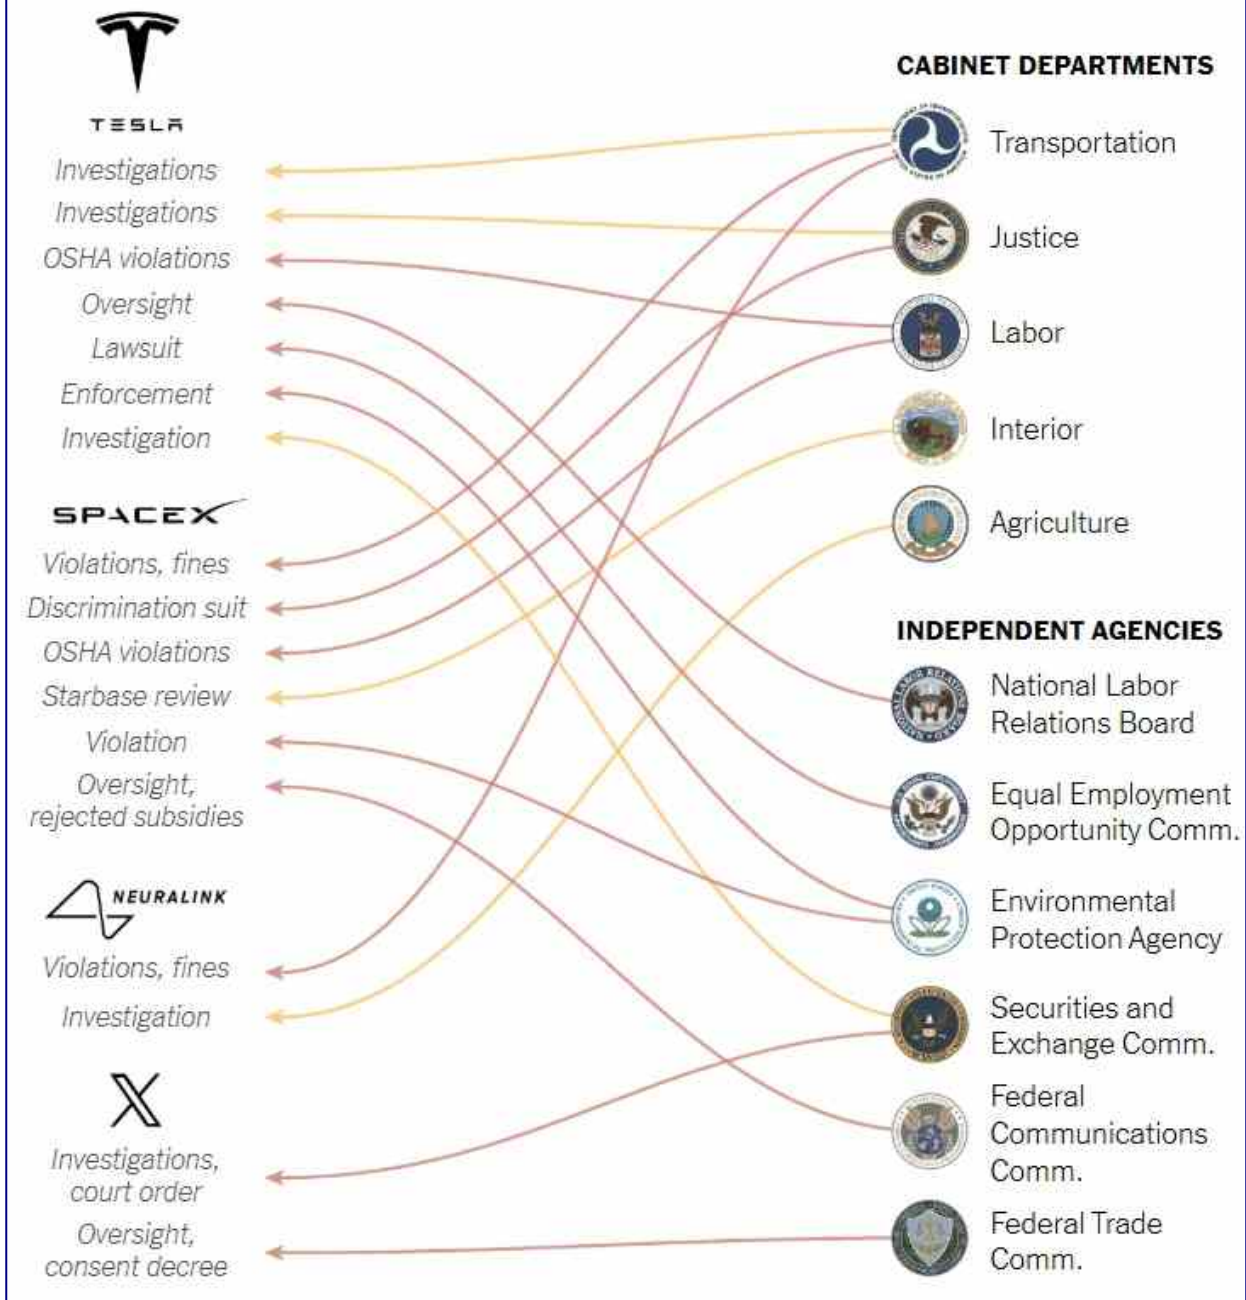 TESLA
Investigations
Investigations
OSHA violations
Oversight
Lawsuit
Enforcement
Investigation
SPACEX
Violations, fines
Discrimination suit
OSHA violations
Starbase review
Violation
Oversight,
rejected subsidies
NEURALINK
Violations, fines
Investigation
X
Investigations,
court order
Oversight,
consent decree
CABINET DEPARTMENTS
Transportation
Justice
Labor
Interior
Agriculture
INDEPENDENT AGENCIES
National Labor
Relations Board
Equal Employment
Opportunity Comm.
Environmental
Protection Agency
Securities and
Exchange Comm.
Federal
Communications
Comm.
Federal Trade
Comm.